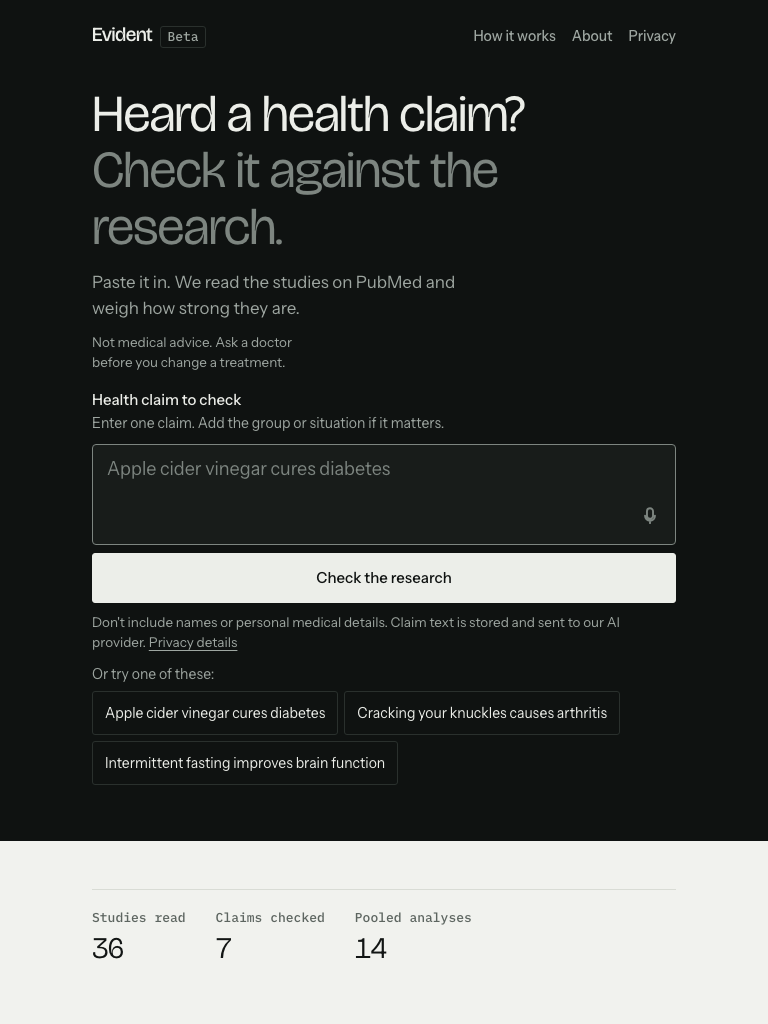 Evident Beta How it works About Privacy
Heard a health claim?
Check it against the
research.
Paste it in. We read the studies on PubMed and
weigh how strong they are.
Not medical advice. Ask a doctor
before you change a treatment.
Health claim to check
Enter one claim. Add the group or situation if it matters.
Apple cider vinegar cures diabetes
Check the research
Don't include names or personal medical details. Claim text is stored and sent to our AI
provider. Privacy details
Or try one of these:
Apple cider vinegar cures diabetes Cracking your knuckles causes arthritis
Intermittent fasting improves brain function
Studies read Claims checked Pooled analyses
36 7 14